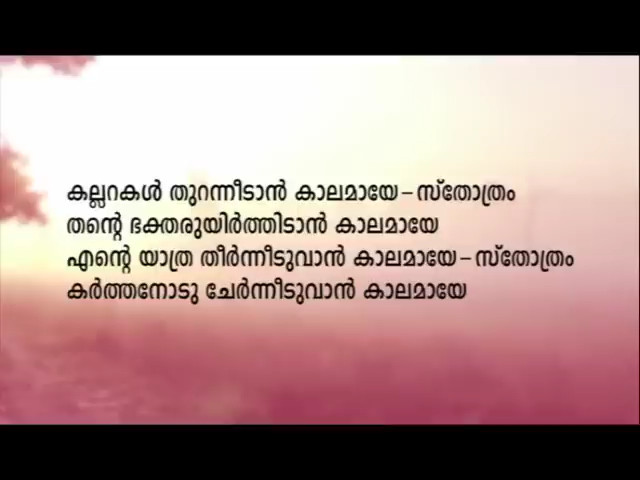 കല്ലറകൾ തുറന്നീടാൻ കാലമായേ – സ്തോത്രം
തന്റെ ഭക്തരുയിർത്തിടാൻ കാലമായേ
എന്റെ യാത്ര തീർന്നീടുവാൻ കാലമായേ – സ്തോത്രം
കർത്തനോടു ചേർന്നീടുവാൻ കാലമായേ